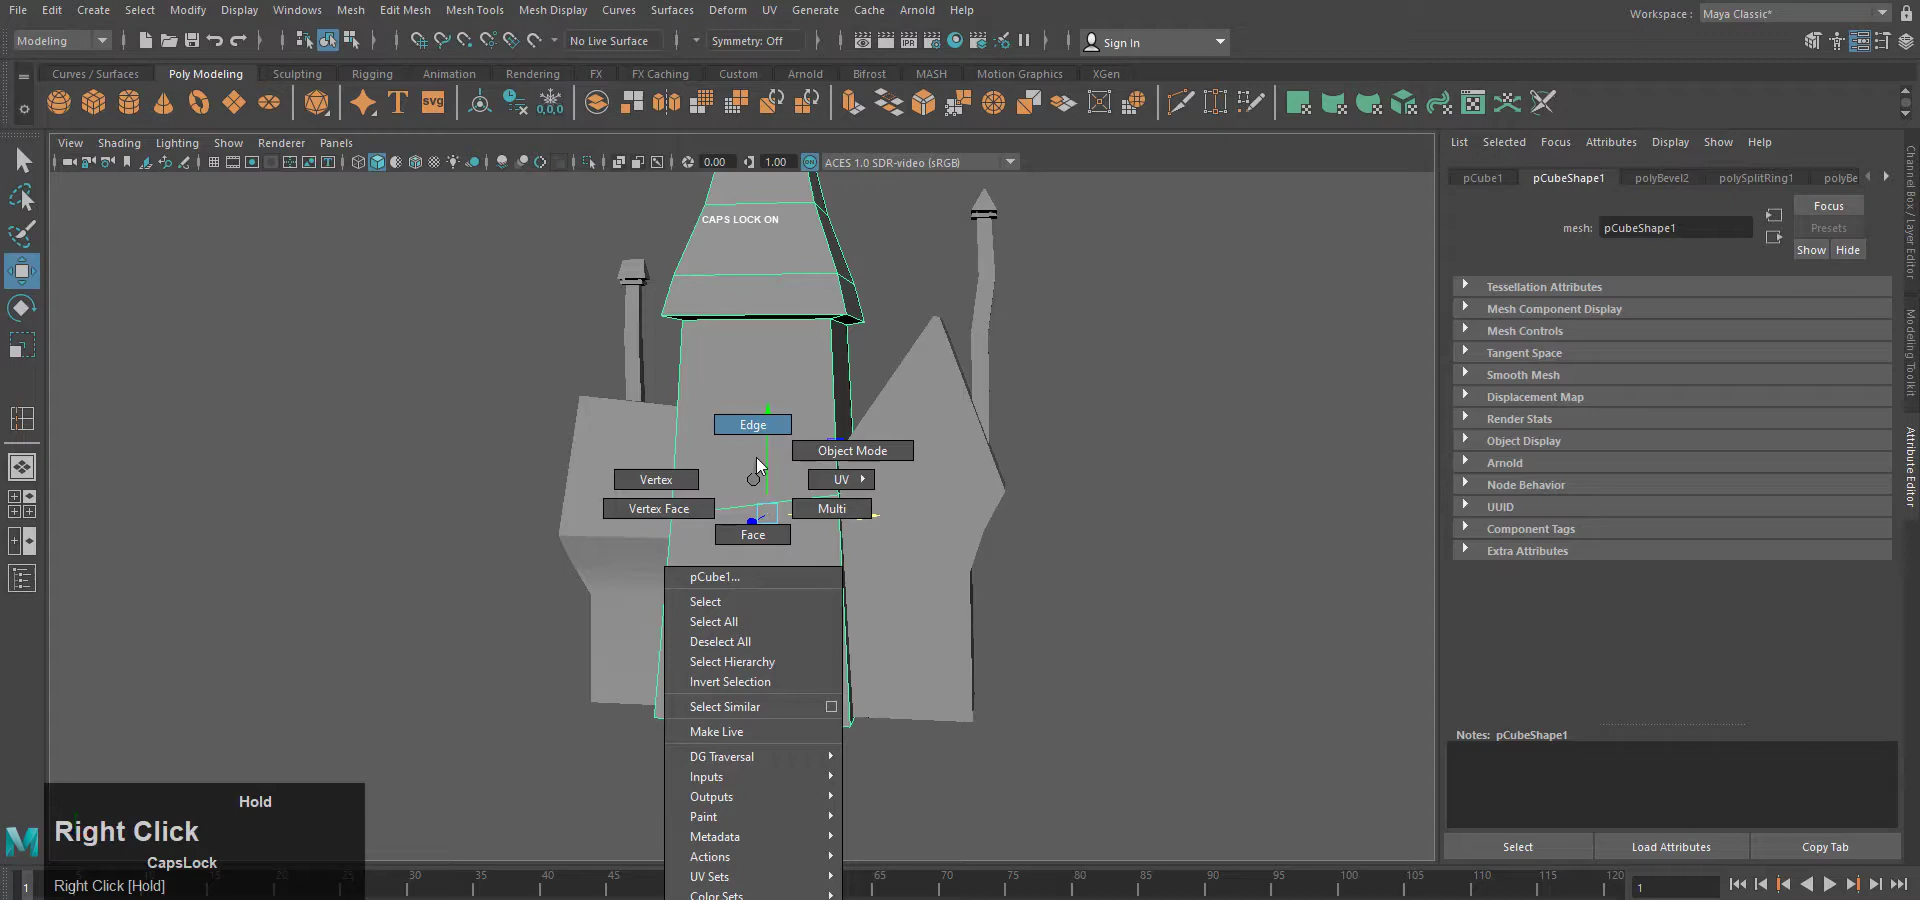 File Edit Create Select Modify Display Windows Mesh Edit Mesh Mesh Tools Mesh Display Curves Surfaces Deform UV Generate Cache Arnold Help
Workspace : Maya Classic*
Modeling No Live Surface Symmetry: Off Sign In
Curves / Surfaces Poly Modeling Sculpting Rigging Animation Rendering FX FX Caching Custom Arnold Bifrost MASH Motion Graphics XGen
T svg 0,0,0
View Shading Lighting Show Renderer Panels
0.00 1.00 ON ACES 1.0 SDR-video (sRGB)
CAPS LOCK ON
Edge
Object Mode
Vertex
UV
Vertex Face
Multi
Face
pCube1...
Select
Select All
Deselect All
Select Hierarchy
Invert Selection
Select Similar
Make Live
DG Traversal
Inputs
Outputs
Paint
Metadata
Actions
UV Sets
Color Sets
List Selected Focus Attributes Display Show Help
pCube1 pCubeShape1 polyBevel2 polySplitRing1 polyBe
Focus
mesh: pCubeShape1
Presets
Show Hide
Tessellation Attributes
Mesh Component Display
Mesh Controls
Tangent Space
Smooth Mesh
Displacement Map
Render Stats
Object Display
Arnold
Node Behavior
UUID
Component Tags
Extra Attributes
Notes: pCubeShape1
Select Load Attributes Copy Tab
Channel Box / Layer Editor
Modeling Toolkit
Attribute Editor
Hold
Right Click
CapsLock
Right Click [Hold]
1 30 35 40 45 65 70 75 80 85 90 95 100 105 110 115 120
1